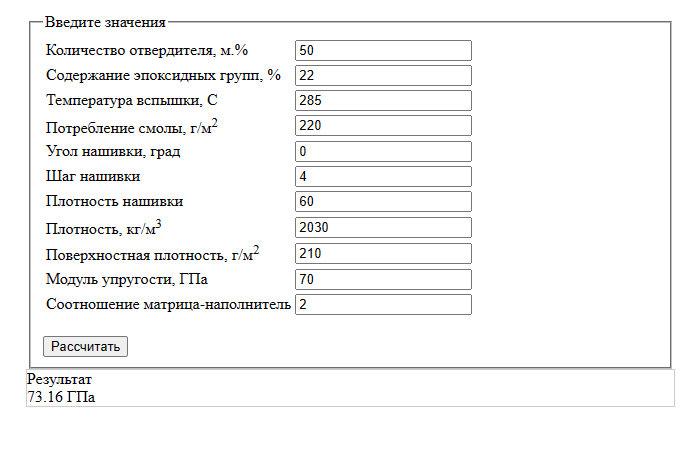 Введите значения
Количество отвердителя, м.% 50
Содержание эпоксидных групп, % 22
Температура вспышки, С 285
Потребление смолы, г/м² 220
Угол нашивки, град 0
Шаг нашивки 4
Плотность нашивки 60
Плотность, кг/м³ 2030
Поверхностная плотность, г/м² 210
Модуль упругости, ГПа 70
Соотношение матрица-наполнитель 2
Рассчитать
Результат
73.16 ГПа